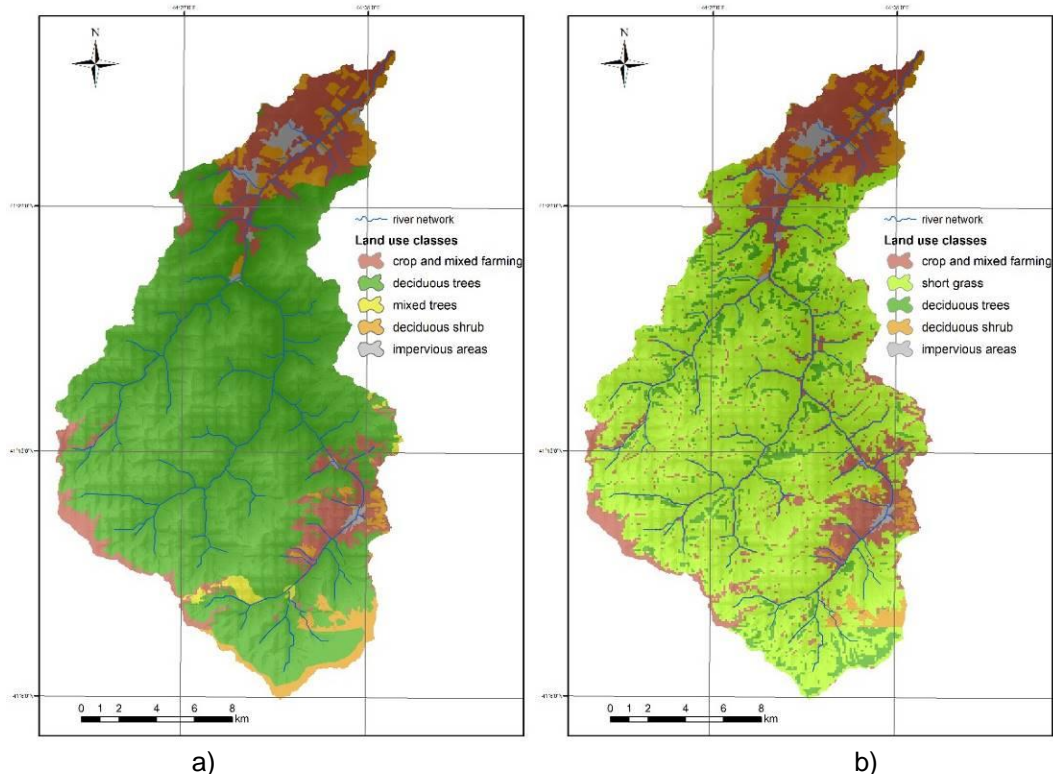 N
river network
Land use classes
crop and mixed farming
deciduous trees
mixed trees
deciduous shrub
impervious areas
0 1 2 4 6 8
km
a)
N
river network
Land use classes
crop and mixed farming
short grass
deciduous trees
deciduous shrub
impervious areas
0 1 2 4 6 8
km
b)